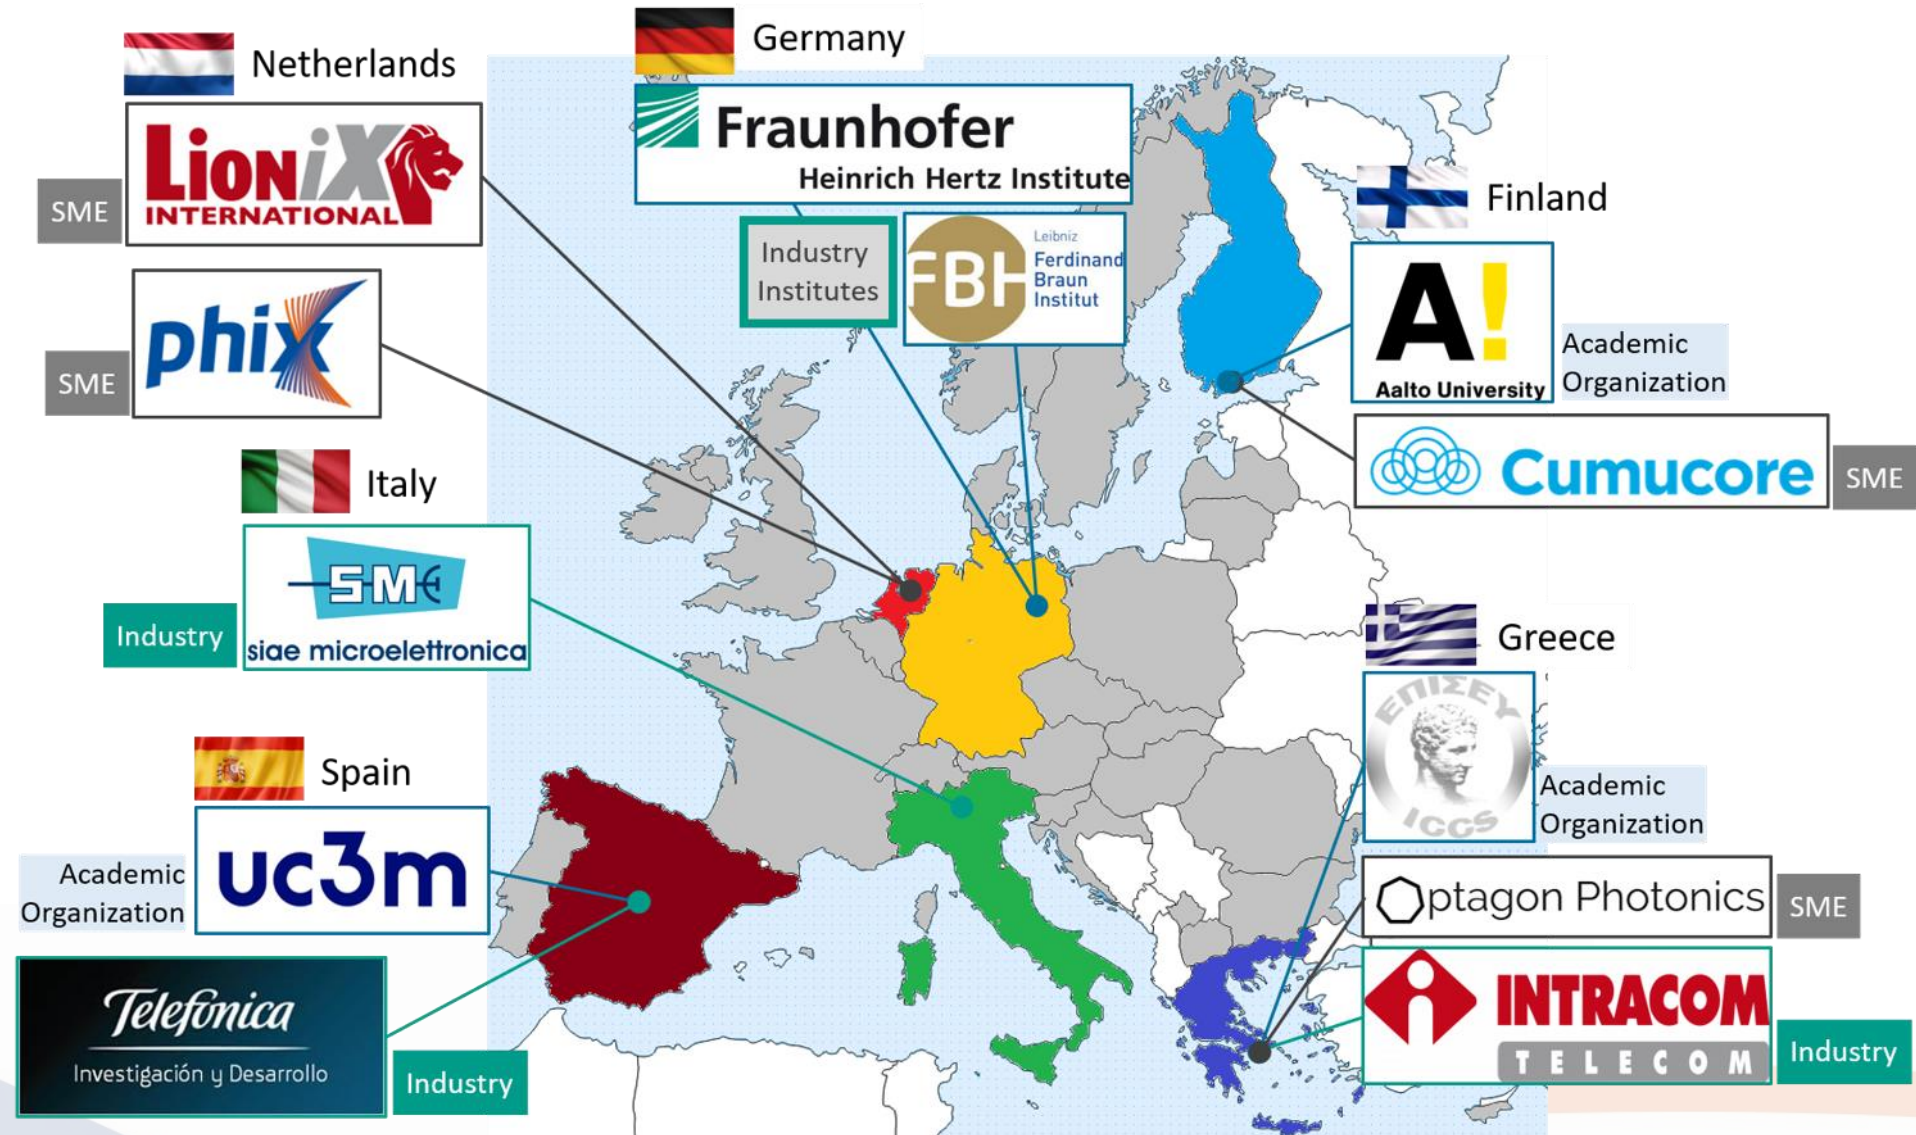 Netherlands
LioniX
INTERNATIONAL
SME
phix
SME
Italy
SM
siae microelettronica
Industry
Spain
uc3m
Academic
Organization
Telefónica
Investigación y Desarrollo
Industry
Germany
Fraunhofer
Heinrich Hertz Institute
Industry
Institutes
FBH
Leibniz
Ferdinand
Braun
Institut
Finland
A!
Aalto University
Academic
Organization
Cumucore
SME
Greece
ΕΠΙΣΕΥ
ICCS
Academic
Organization
Optagon Photonics
SME
INTRACOM
TELECOM
Industry